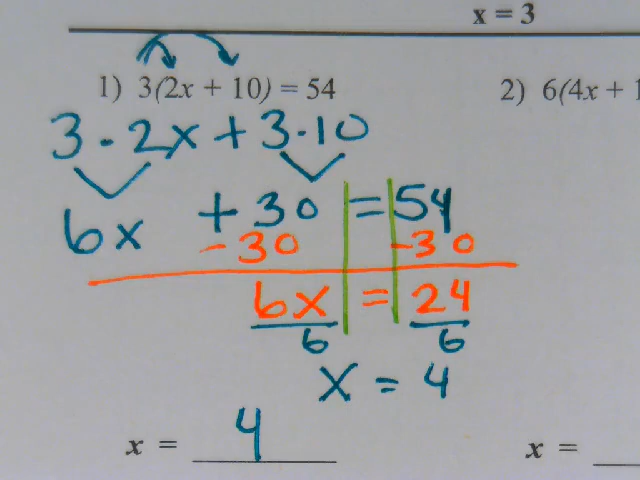 x = 3
1) 3(2x + 10) = 54
2) 6(4x + 1
3 · 2x + 3 · 10
6x + 30 = 54
- 30 - 30
6x = 24
6 6
x = 4
x = 4
x =